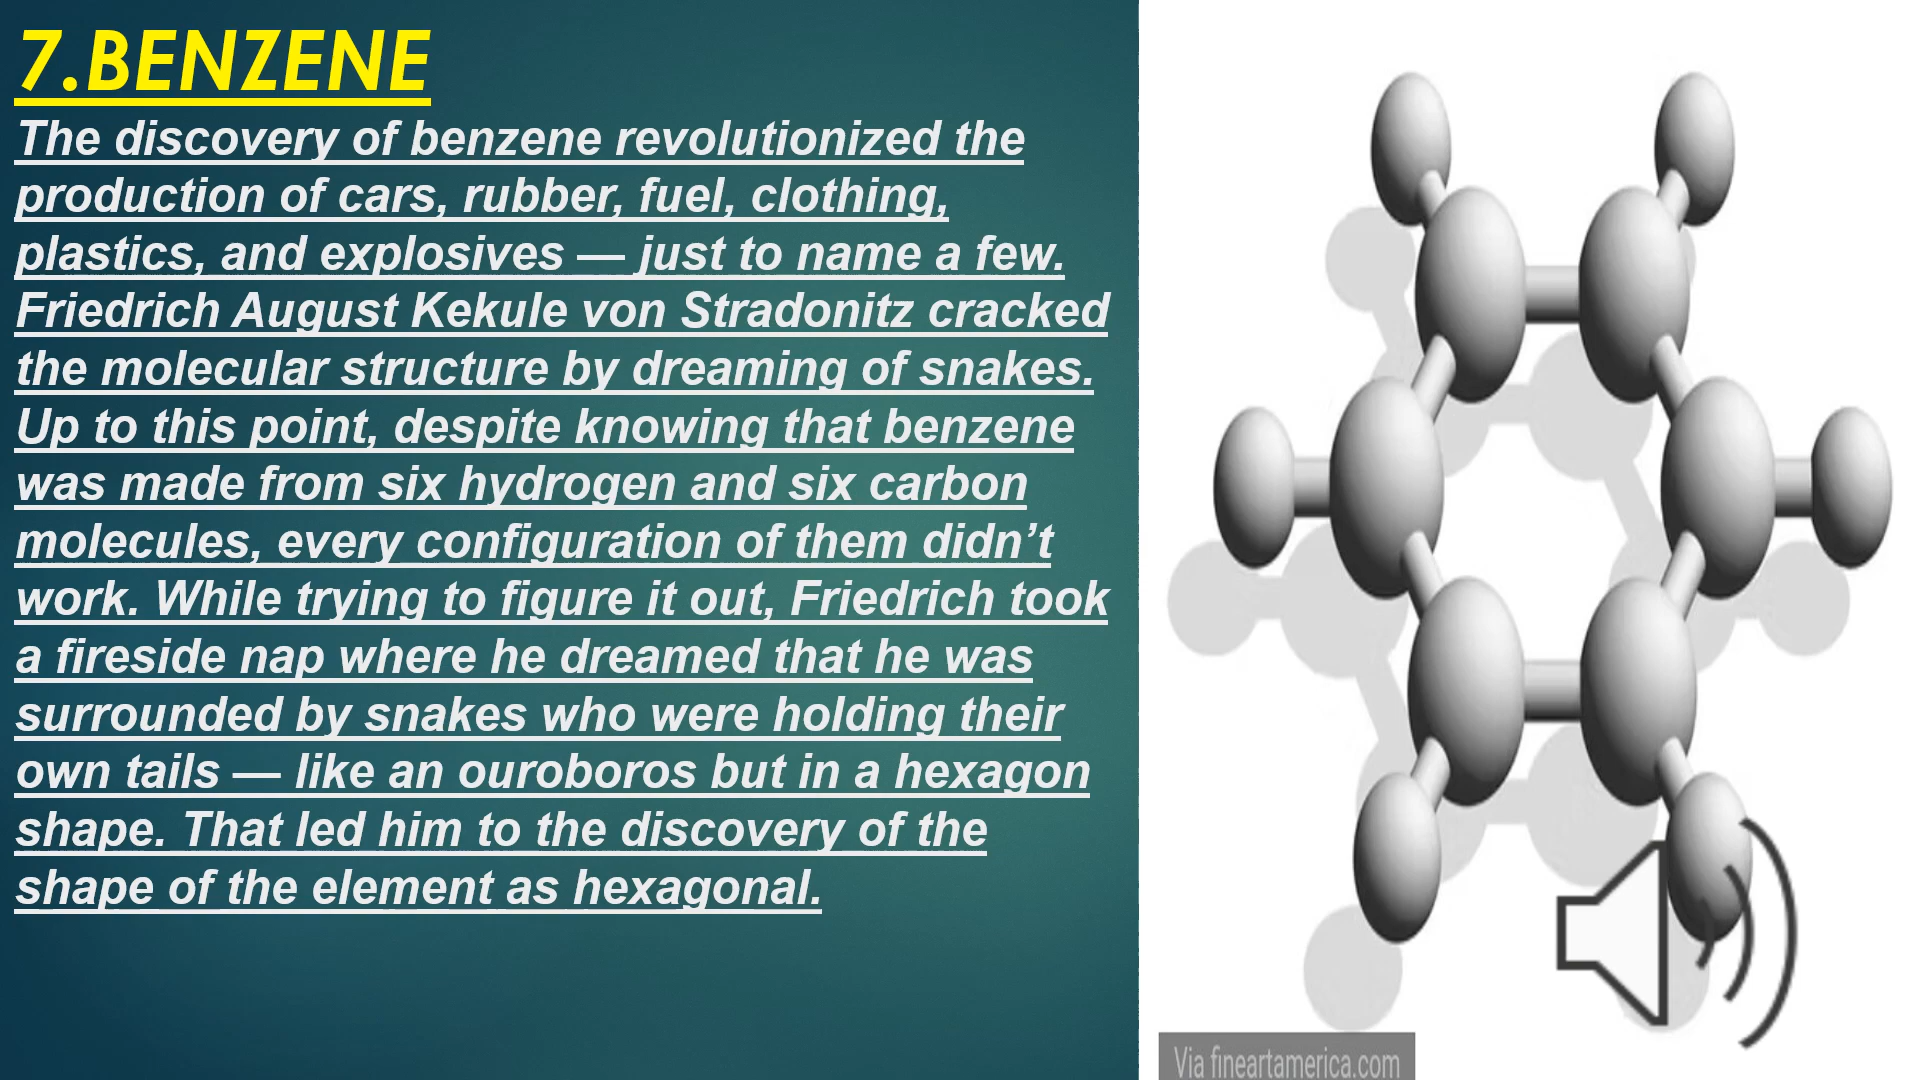 7.BENZENE
The discovery of benzene revolutionized the
production of cars, rubber, fuel, clothing,
plastics, and explosives — just to name a few.
Friedrich August Kekule von Stradonitz cracked
the molecular structure by dreaming of snakes.
Up to this point, despite knowing that benzene
was made from six hydrogen and six carbon
molecules, every configuration of them didn’t
work. While trying to figure it out, Friedrich took
a fireside nap where he dreamed that he was
surrounded by snakes who were holding their
own tails — like an ouroboros but in a hexagon
shape. That led him to the discovery of the
shape of the element as hexagonal.
Via fineartamerica.com